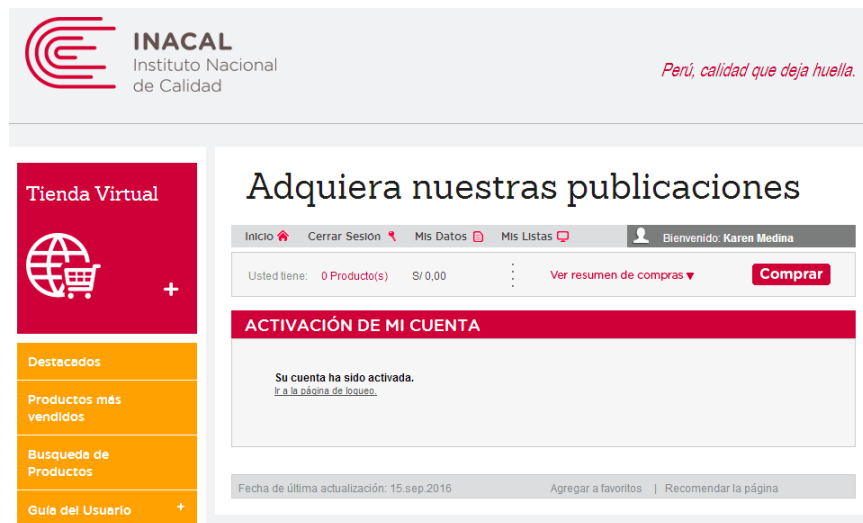 INACAL
Instituto Nacional
de Calidad
Perú, calidad que deja huella.
Tienda Virtual
+
Adquiera nuestras publicaciones
Inicio Cerrar Sesión Mis Datos Mis Listas Bienvenido: Karen Medina
Usted tiene: 0 Producto(s) S/ 0,00 Ver resumen de compras ▼ Comprar
ACTIVACIÓN DE MI CUENTA
Su cuenta ha sido activada.
Ir a la página de logueo.
Destacados
Productos más
vendidos
Busqueda de
Productos
Guía del Usuario +
Fecha de última actualización: 15.sep.2016 Agregar a favoritos | Recomendar la página